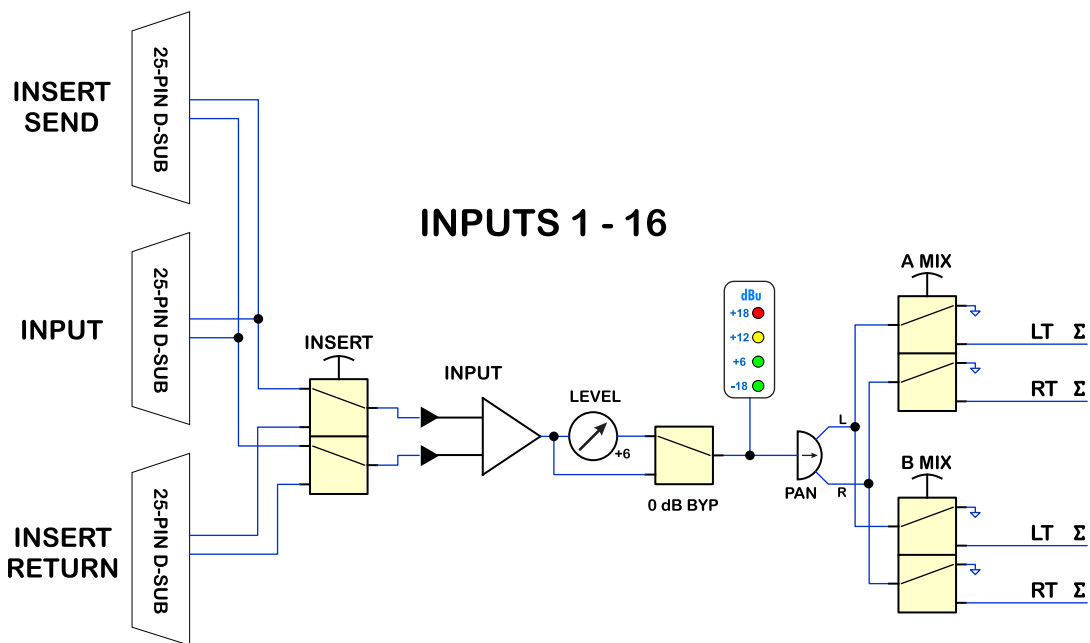 INSERT
SEND
25-PIN D-SUB
INPUTS 1 - 16
INPUT
25-PIN D-SUB
INSERT
RETURN
25-PIN D-SUB
INSERT
INPUT
LEVEL
+6
0 dB BYP
dBu
+18
+12
+6
-18
PAN
L
R
A MIX
LT Σ
RT Σ
B MIX
LT Σ
RT Σ